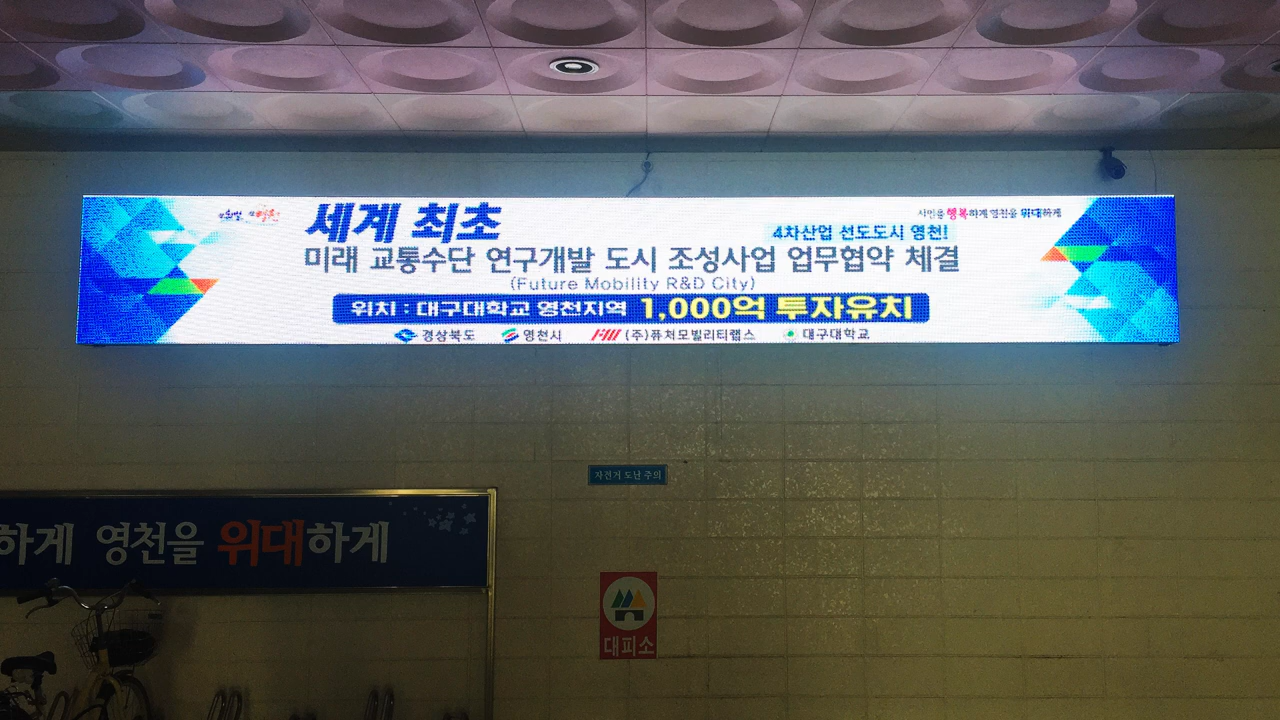 세계 최초
시민을 행복하게 영천을 위대하게
4차산업 선도도시 영천!
미래 교통수단 연구개발 도시 조성사업 업무협약 체결
(Future Mobility R&D City)
위치 : 대구대학교 영천지역 1,000억 투자유치
경상북도 영천시 (주)퓨처모빌리티랩스 대구대학교
자전거 도난 주의
하게 영천을 위대하게
대피소